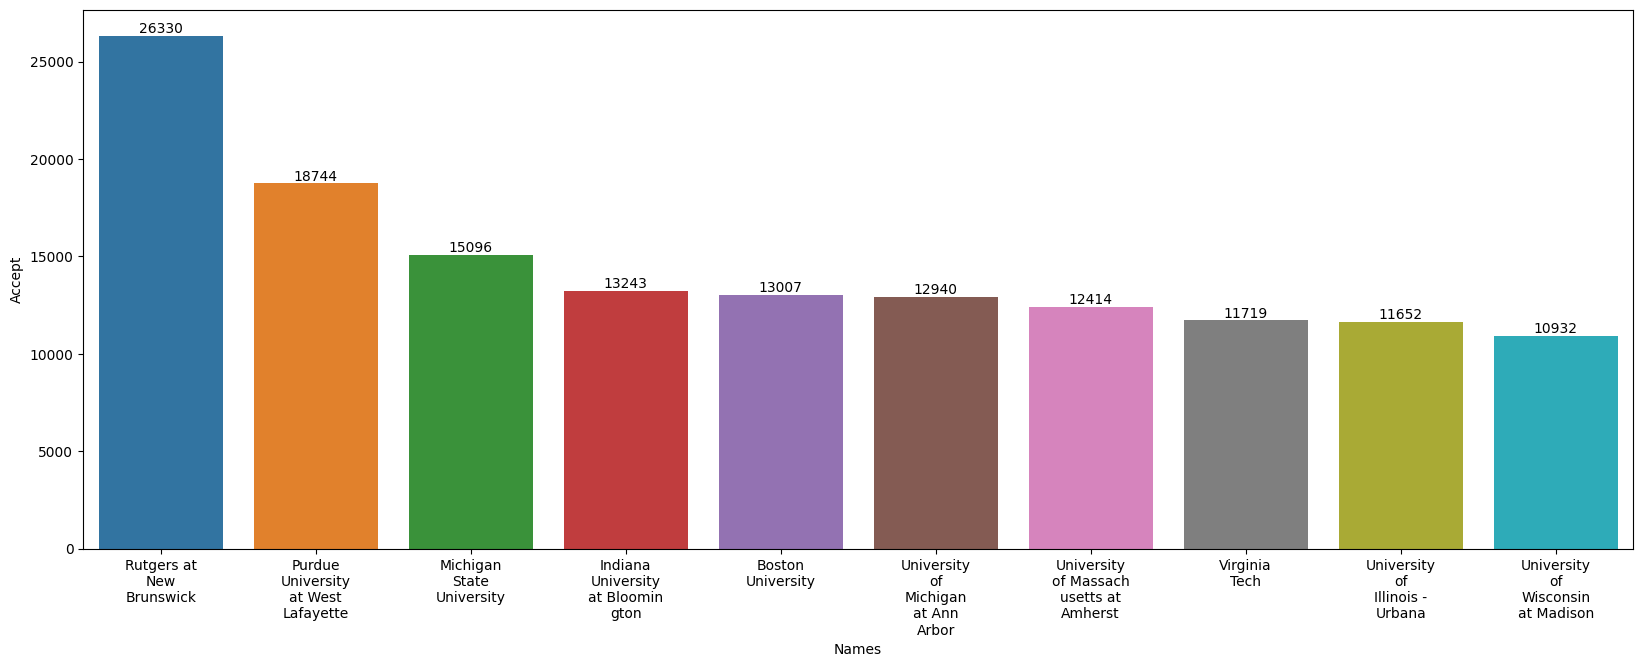 26330
25000
20000
18744
15000
15096
13243
13007
12940
12414
11719
11652
10932
10000
5000
0
Accept
Rutgers at
New
Brunswick
Purdue
University
at West
Lafayette
Michigan
State
University
Indiana
University
at Bloomin
gton
Boston
University
University
of
Michigan
at Ann
Arbor
University
of Massach
usetts at
Amherst
Virginia
Tech
University
of
Illinois -
Urbana
University
of
Wisconsin
at Madison
Names